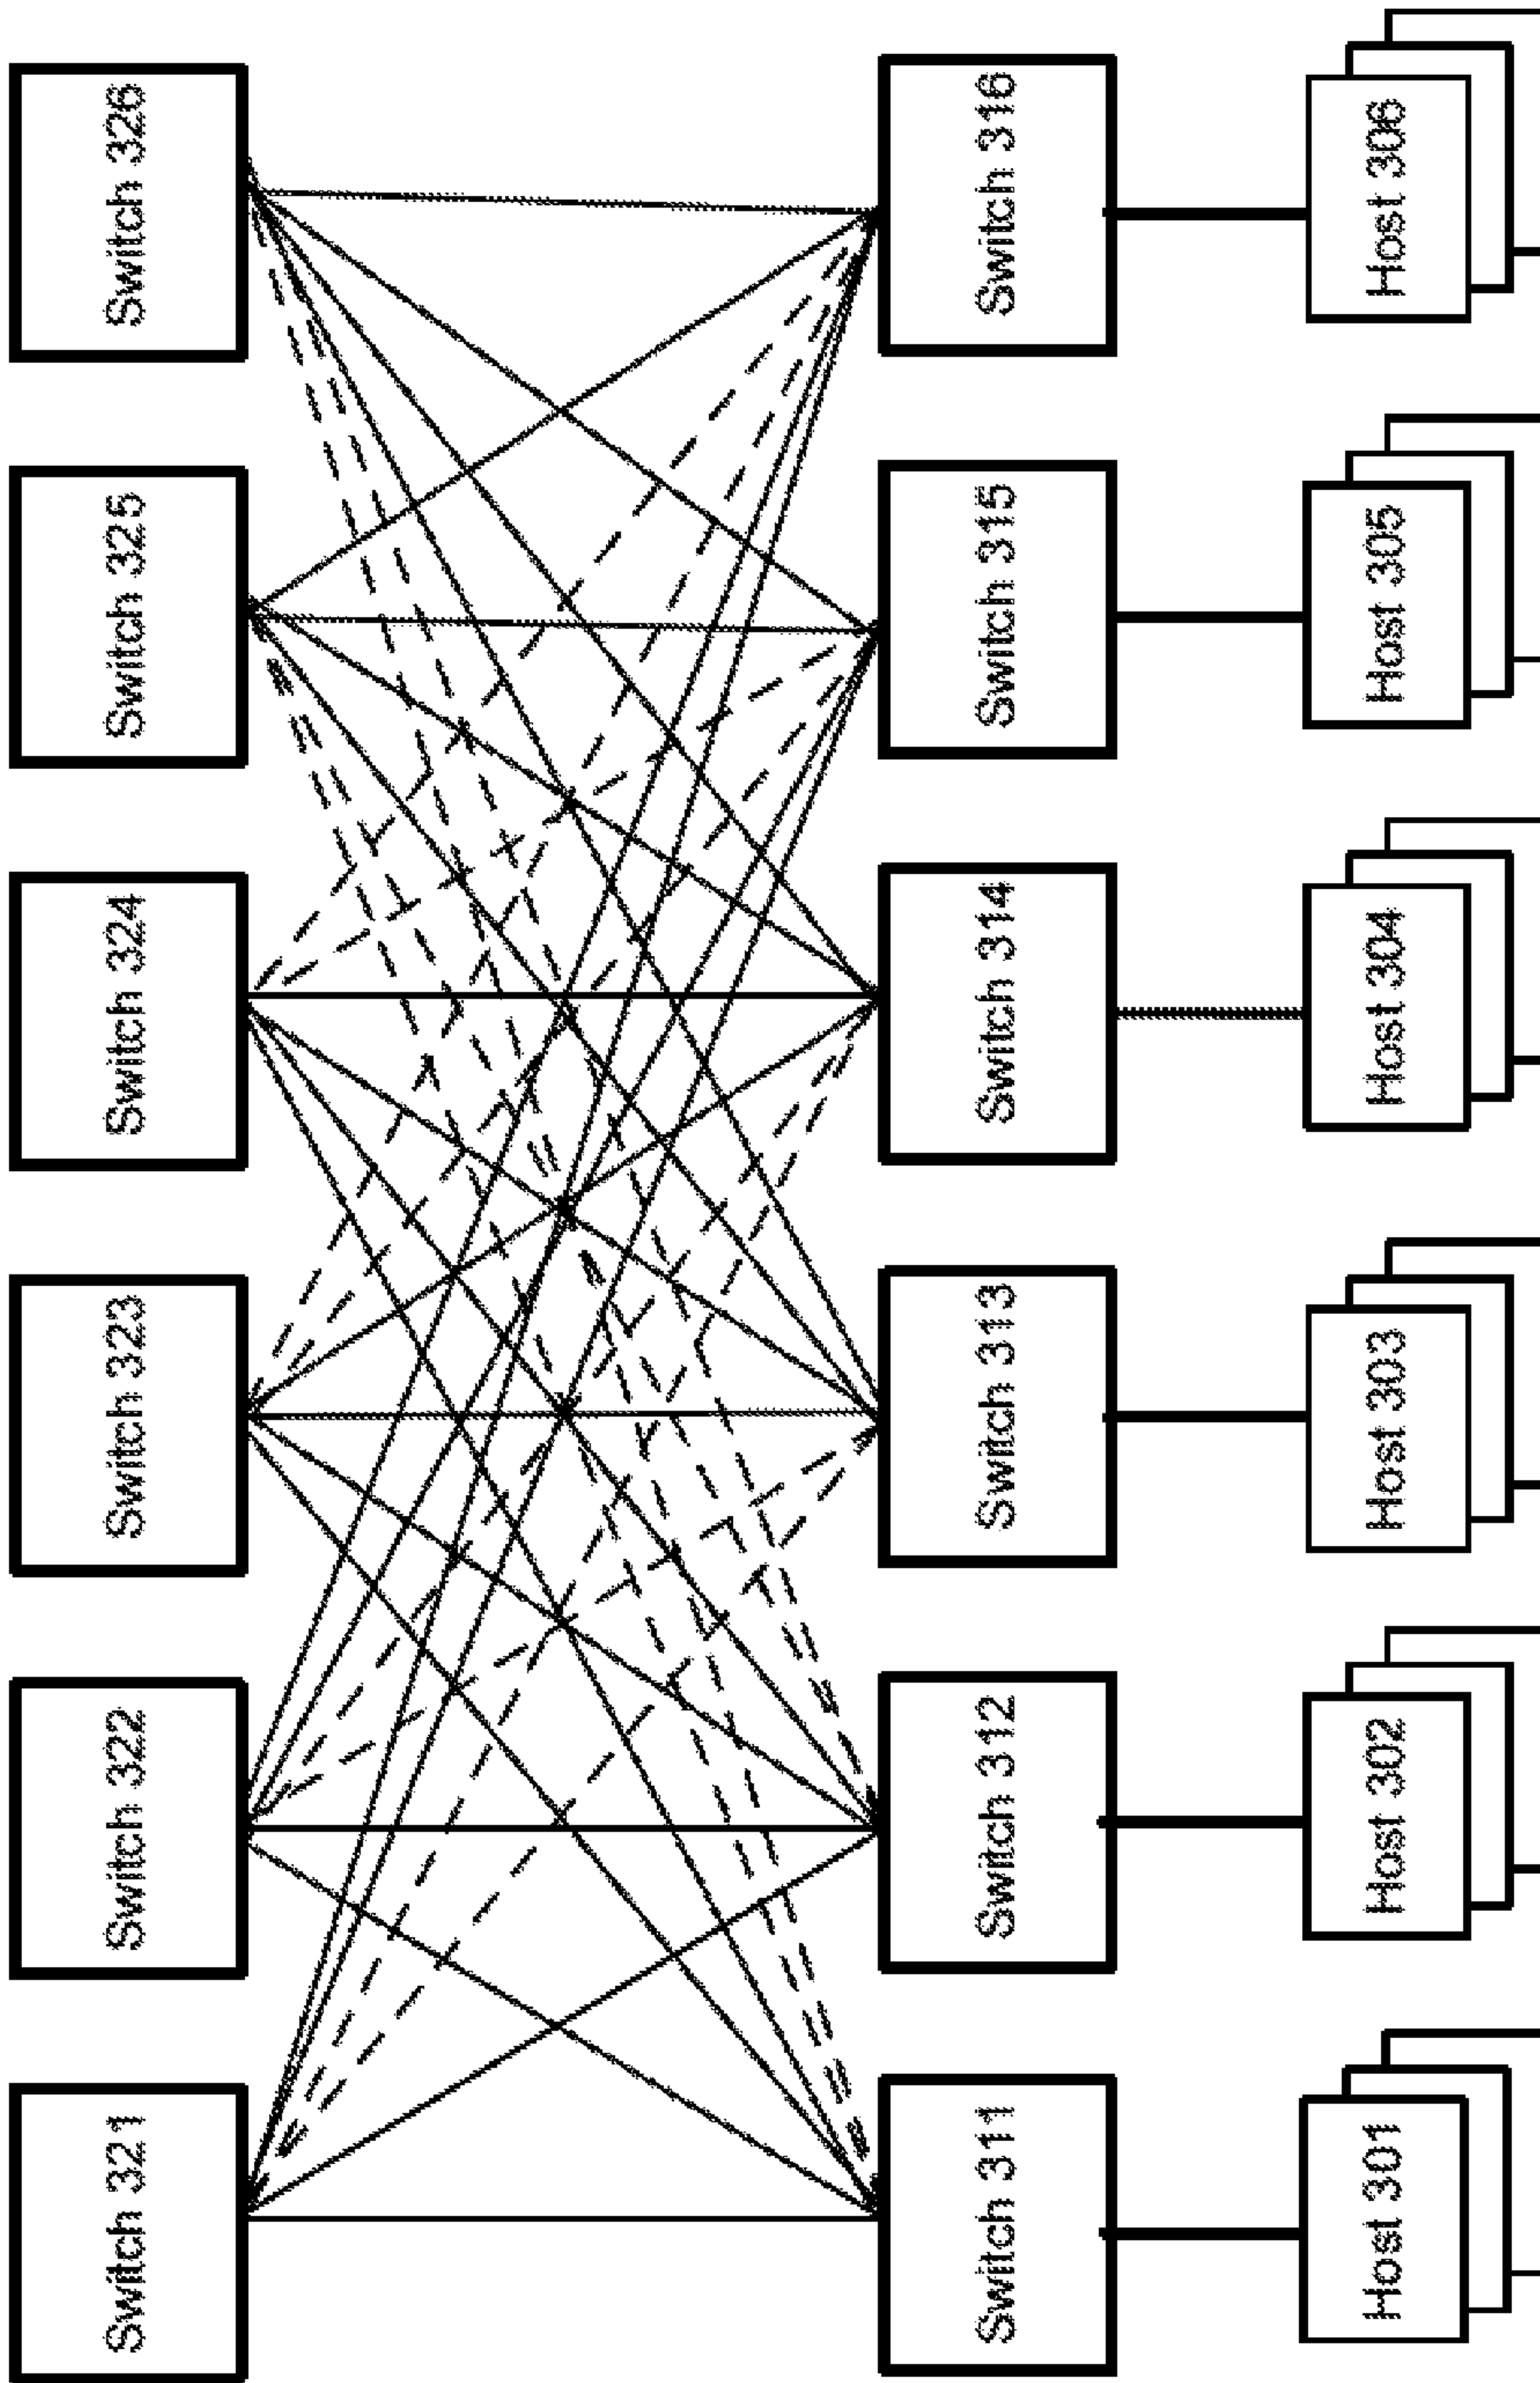 Switch 321
Switch 322
Switch 323
Switch 324
Switch 325
Switch 326
Switch 311
Switch 312
Switch 313
Switch 314
Switch 315
Switch 316
Host 301
Host 302
Host 303
Host 304
Host 305
Host 306